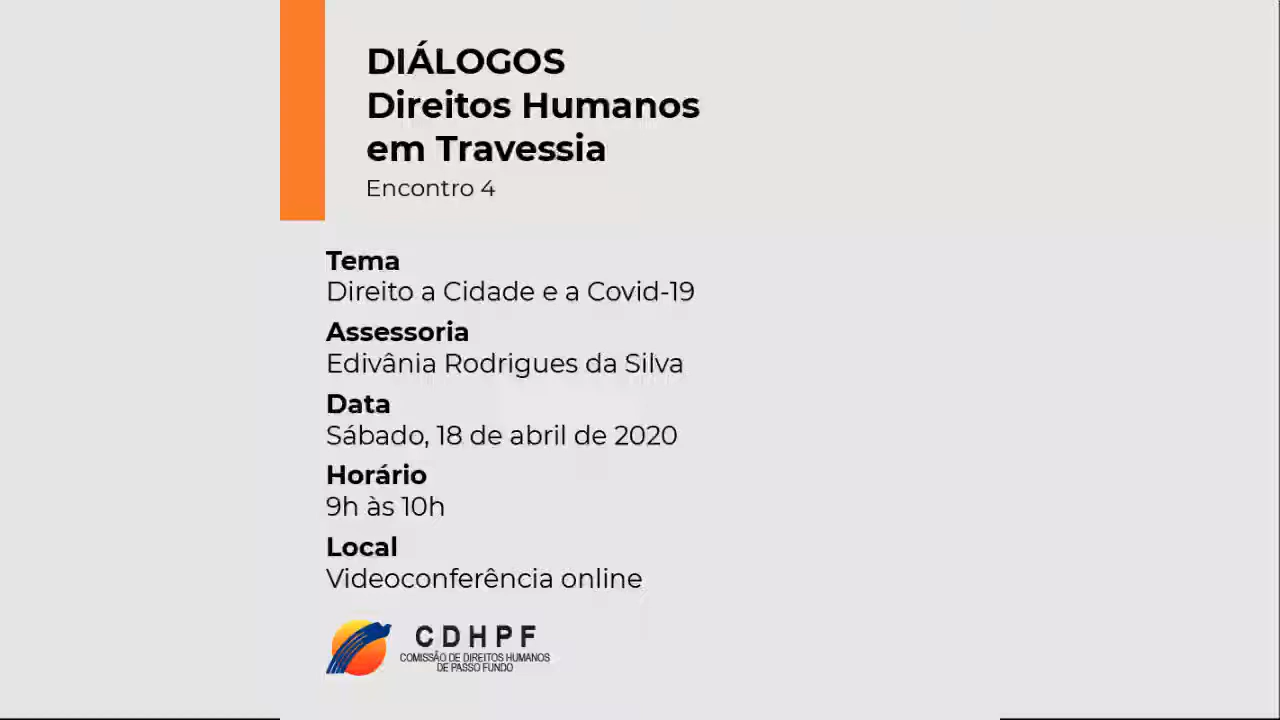 DIÁLOGOS
Direitos Humanos
em Travessia
Encontro 4
Tema
Direito a Cidade e a Covid-19
Assessoria
Edivânia Rodrigues da Silva
Data
Sábado, 18 de abril de 2020
Horário
9h às 10h
Local
Videoconferência online
CDHPF
COMISSÃO DE DIREITOS HUMANOS
DE PASSO FUNDO